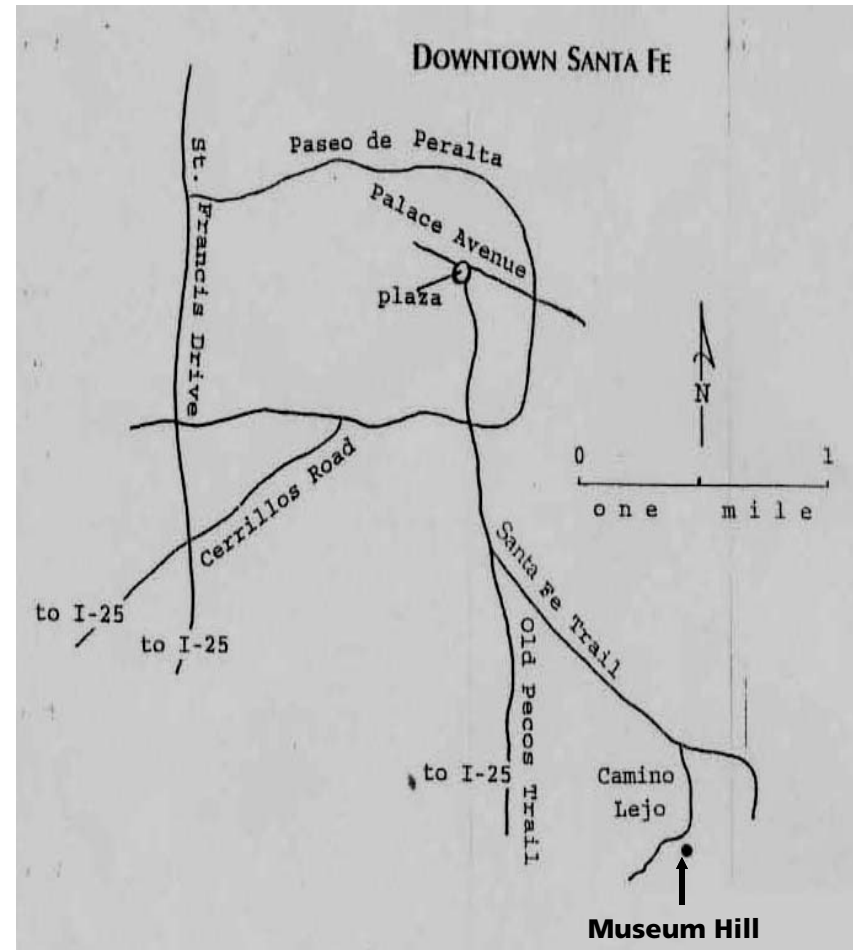 DOWNTOWN SANTA FE
Paseo de Peralta
St. Francis Drive
Palace Avenue
plaza
N
0 1
one mile
Cerrillos Road
Santa Fe Trail
to I-25
to I-25
Old Pecos Trail
to I-25
Camino
Lejo
Museum Hill